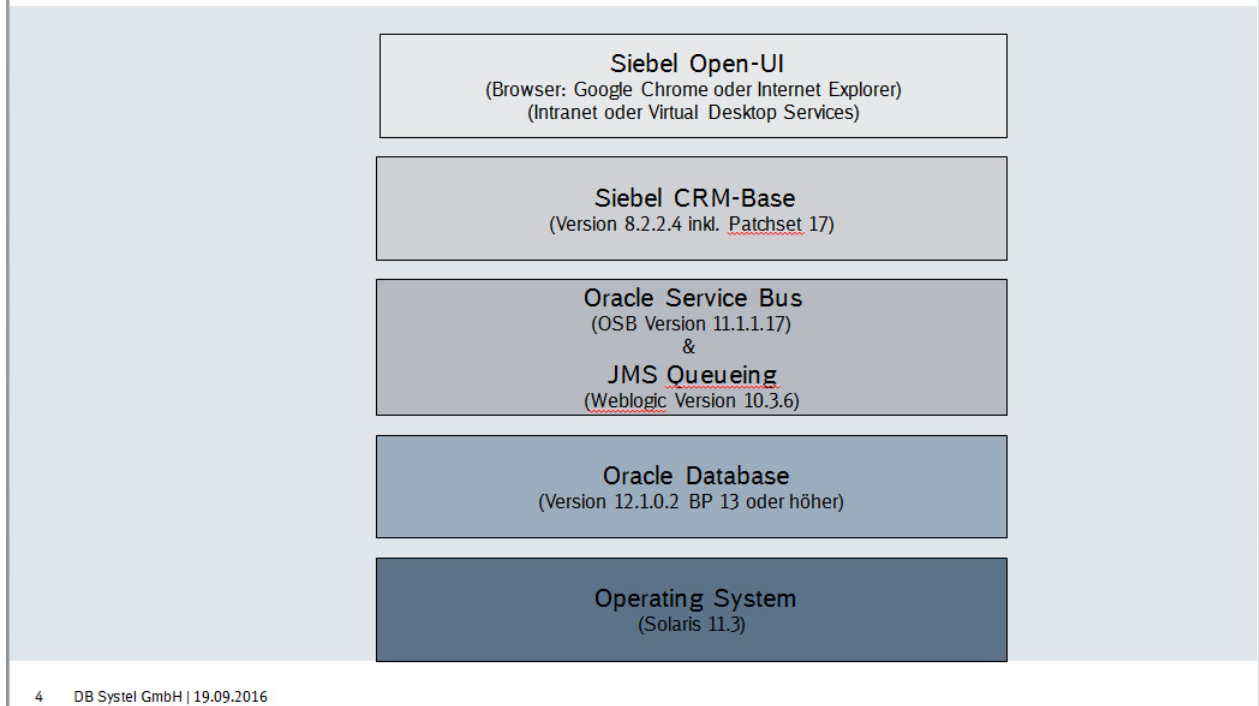 Siebel Open-UI
(Browser: Google Chrome oder Internet Explorer)
(Intranet oder Virtual Desktop Services)
Siebel CRM-Base
(Version 8.2.2.4 inkl. Patchset 17)
Oracle Service Bus
(OSB Version 11.1.1.17)
&
JMS Queueing
(Weblogic Version 10.3.6)
Oracle Database
(Version 12.1.0.2 BP 13 oder höher)
Operating System
(Solaris 11.3)
4 DB Systel GmbH | 19.09.2016